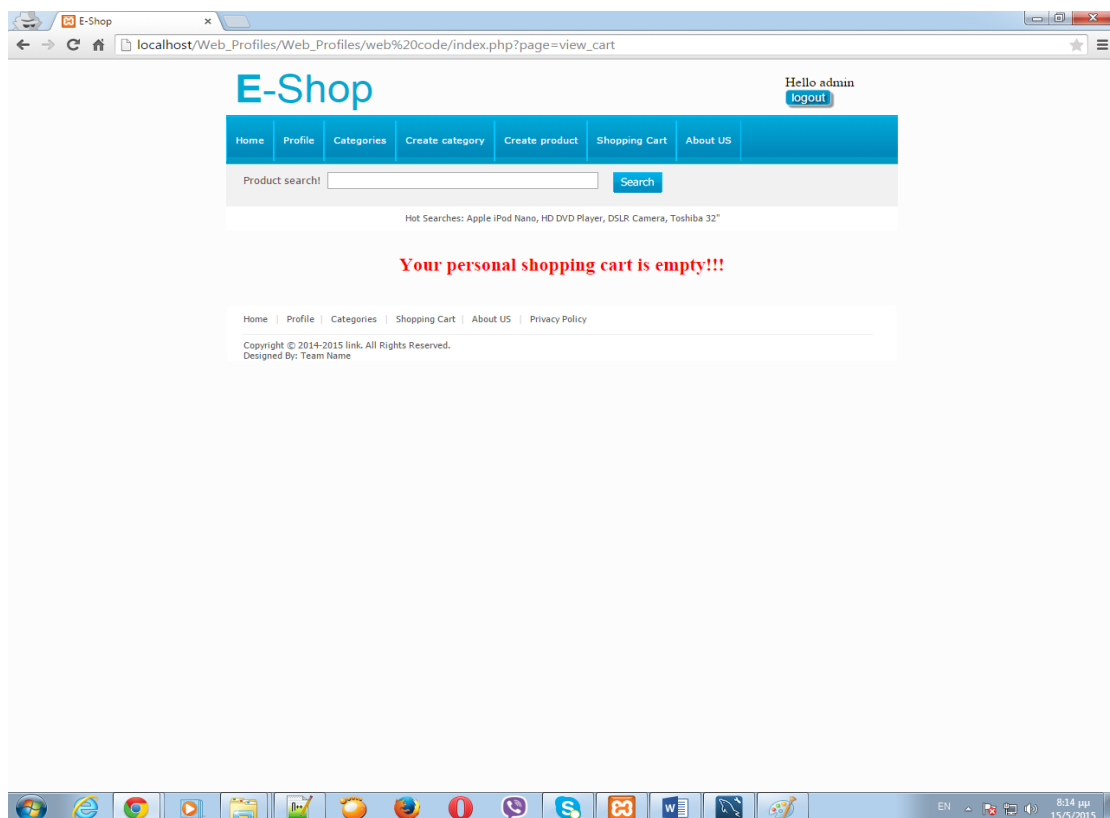 E-Shop
localhost/Web_Profiles/Web_Profiles/web%20code/index.php?page=view_cart
E-Shop
Hello admin
logout
Home Profile Categories Create category Create product Shopping Cart About US
Product search! Search
Hot Searches: Apple iPod Nano, HD DVD Player, DSLR Camera, Toshiba 32"
Your personal shopping cart is empty!!!
Home | Profile | Categories | Shopping Cart | About US | Privacy Policy
Copyright © 2014-2015 link. All Rights Reserved.
Designed By: Team Name
EN 8:14 μμ
15/5/2015